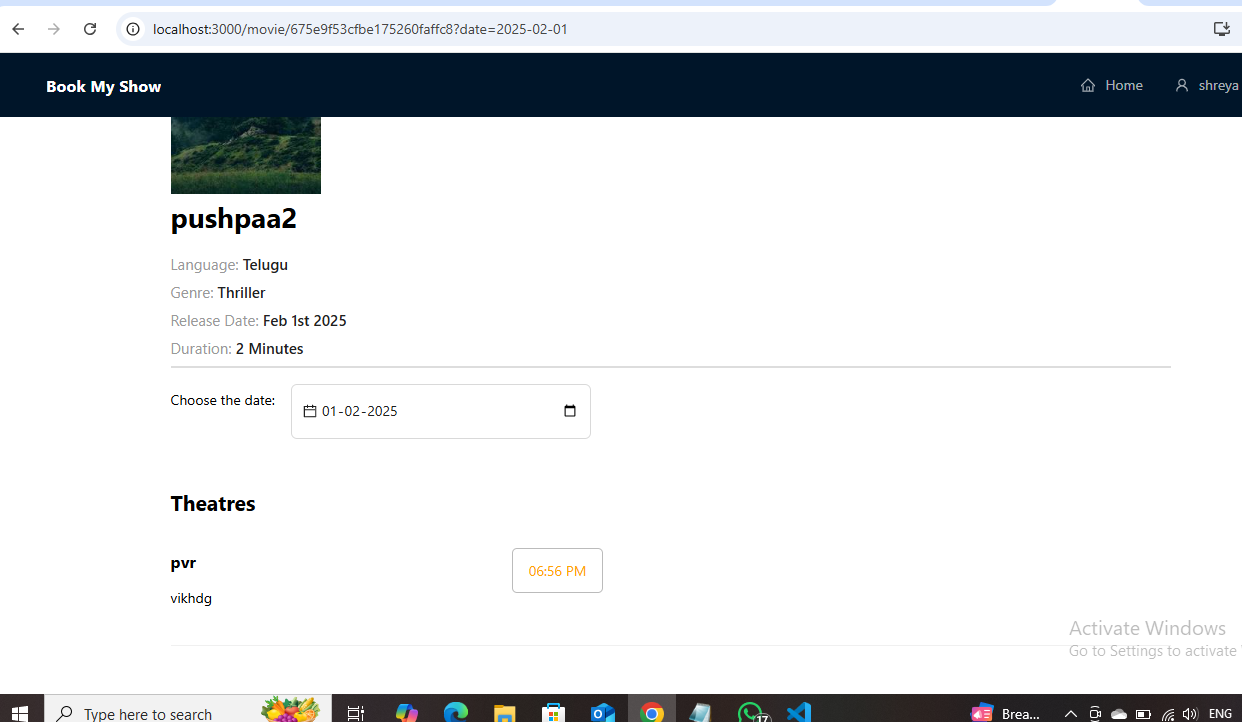 localhost:3000/movie/675e9f53cfbe175260faffc8?date=2025-02-01
Book My Show
Home
shreya
pushpaa2
Language: Telugu
Genre: Thriller
Release Date: Feb 1st 2025
Duration: 2 Minutes
Choose the date:
01-02-2025
Theatres
pvr
06:56 PM
vikhdg
Activate Windows
Go to Settings to activate
Type here to search
17
Brea...
ENG